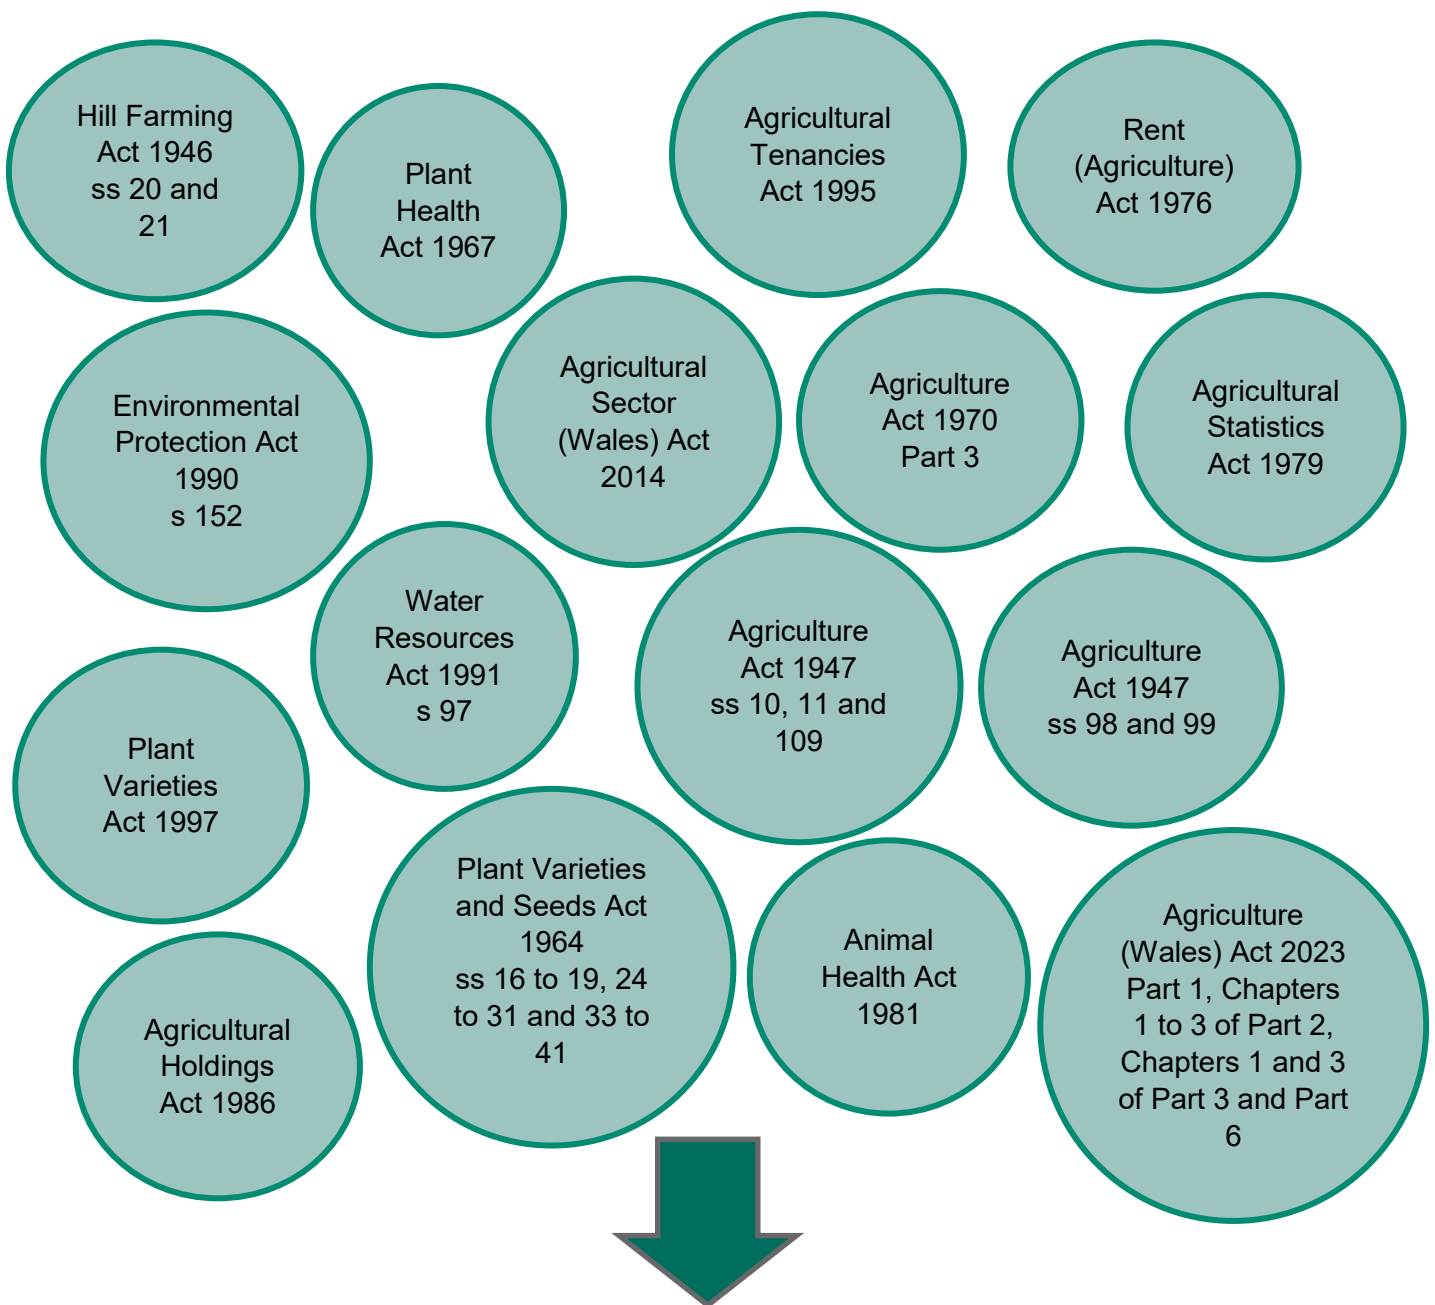 Hill Farming
Act 1946
ss 20 and
21
Plant
Health
Act 1967
Agricultural
Tenancies
Act 1995
Rent
(Agriculture)
Act 1976
Environmental
Protection Act
1990
s 152
Agricultural
Sector
(Wales) Act
2014
Agriculture
Act 1970
Part 3
Agricultural
Statistics
Act 1979
Water
Resources
Act 1991
s 97
Agriculture
Act 1947
ss 10, 11 and
109
Agriculture
Act 1947
ss 98 and 99
Plant
Varieties
Act 1997
Plant Varieties
and Seeds Act
1964
ss 16 to 19, 24
to 31 and 33 to
41
Animal
Health Act
1981
Agriculture
(Wales) Act 2023
Part 1, Chapters
1 to 3 of Part 2,
Chapters 1 and 3
of Part 3 and Part
6
Agricultural
Holdings
Act 1986